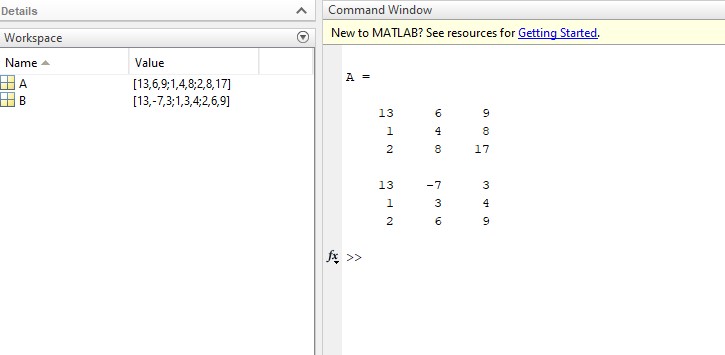 Details
Workspace
Name Value
A [13,6,9;1,4,8;2,8,17]
B [13,-7,3;1,3,4;2,6,9]
Command Window
New to MATLAB? See resources for Getting Started.
A =
13 6 9
1 4 8
2 8 17
13 -7 3
1 3 4
2 6 9
fx >>